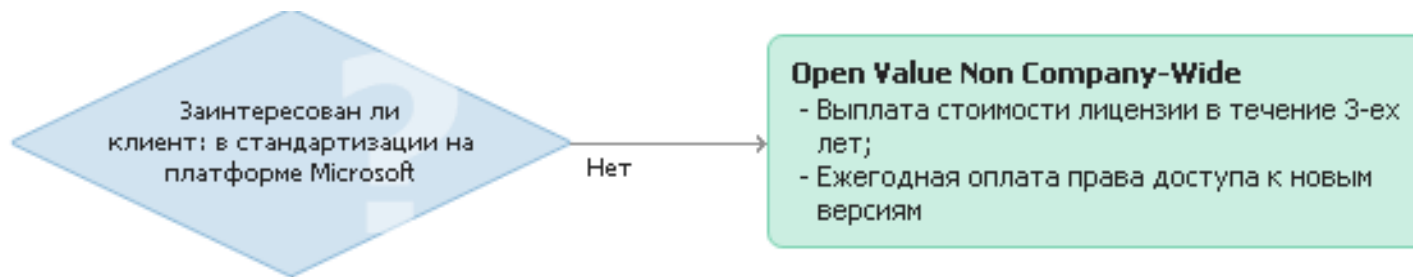 Заинтересован ли
клиент: в стандартизации на
платформе Microsoft
Нет
Open Value Non Company-Wide
- Выплата стоимости лицензии в течение 3-ех
лет;
- Ежегодная оплата права доступа к новым
версиям